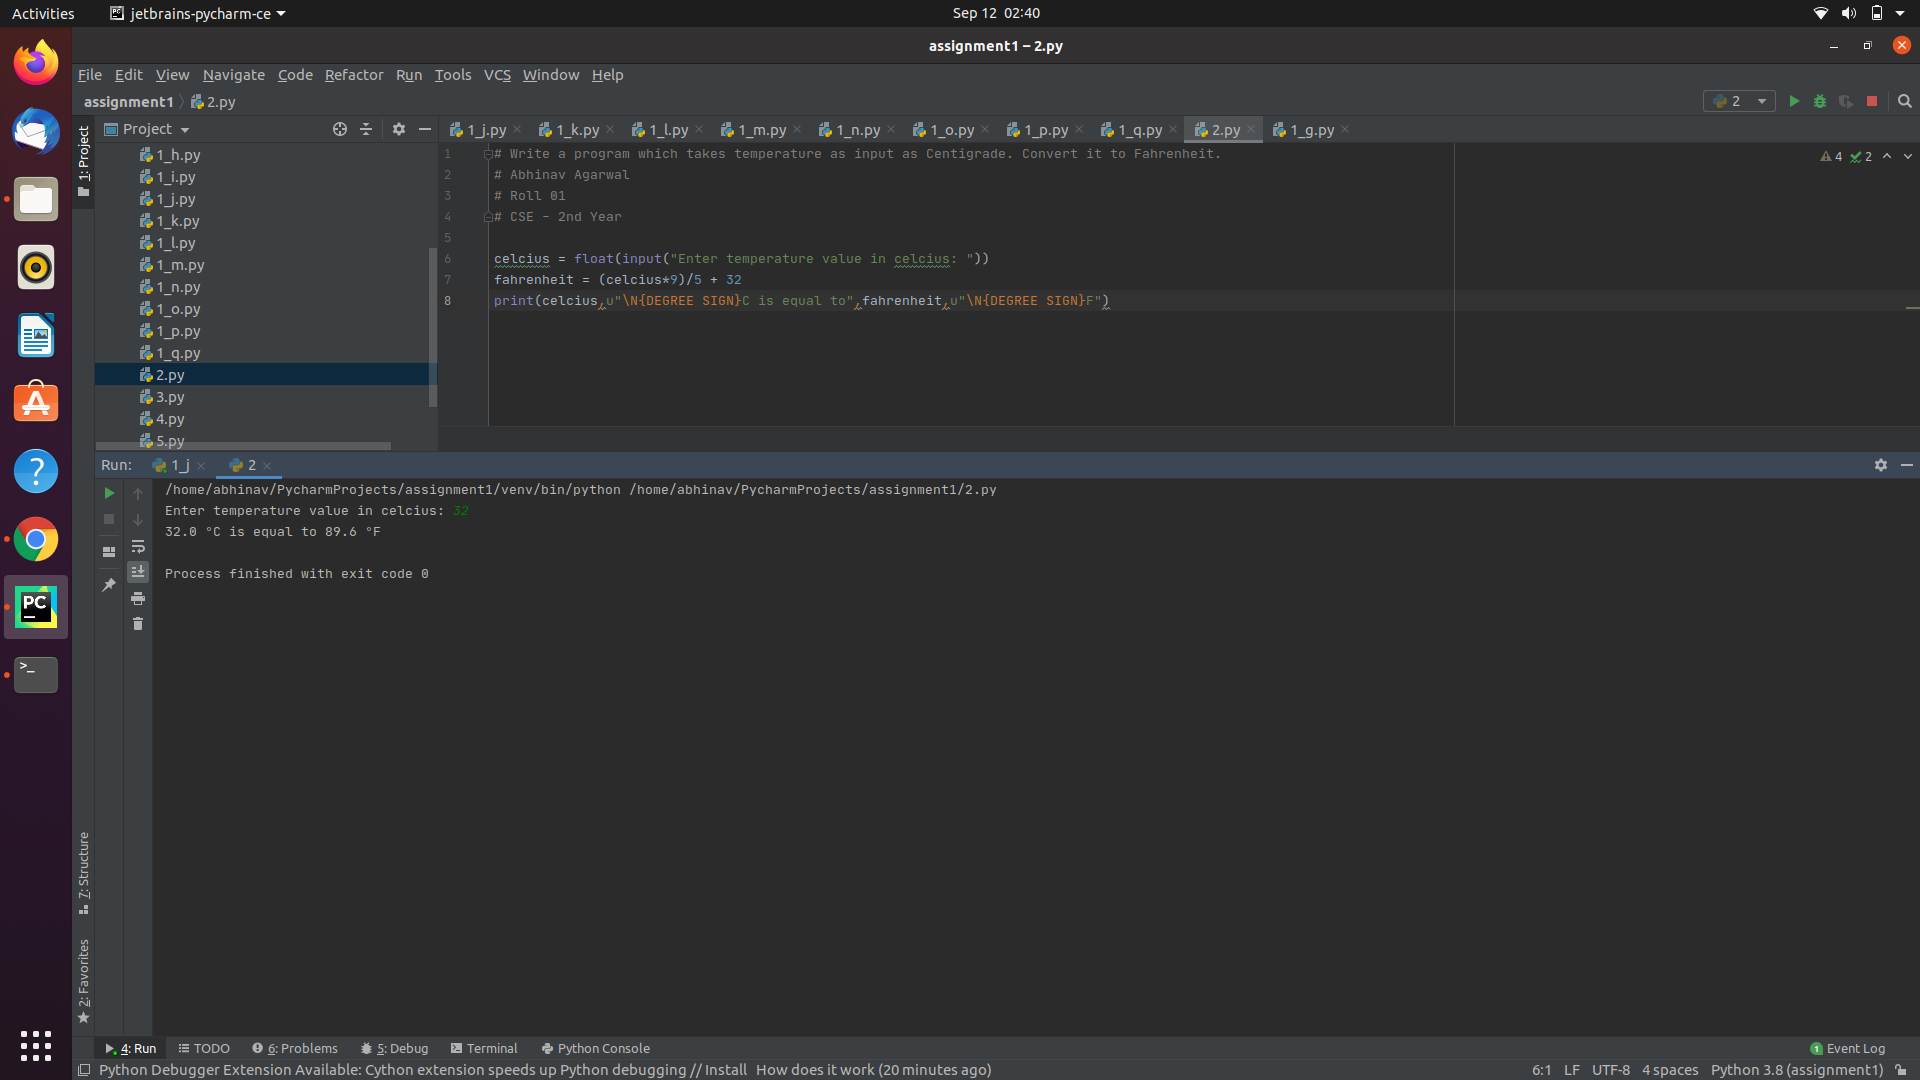 Activities jetbrains-pycharm-ce Sep 12 02:40
assignment1 – 2.py
File Edit View Navigate Code Refactor Run Tools VCS Window Help
assignment1 2.py 2
1: Project
Project
1_j.py 1_k.py 1_l.py 1_m.py 1_n.py 1_o.py 1_p.py 1_q.py 2.py 1_g.py
1_h.py
1_i.py
1_j.py
1_k.py
1_l.py
1_m.py
1_n.py
1_o.py
1_p.py
1_q.py
2.py
3.py
4.py
5.py
4 2
1 # Write a program which takes temperature as input as Centigrade. Convert it to Fahrenheit.
2 # Abhinav Agarwal
3 # Roll 01
4 # CSE - 2nd Year
5
6 celcius = float(input("Enter temperature value in celcius: "))
7 fahrenheit = (celcius*9)/5 + 32
8 print(celcius,u"\N{DEGREE SIGN}C is equal to",fahrenheit,u"\N{DEGREE SIGN}F")
Run: 1_j 2
/home/abhinav/PycharmProjects/assignment1/venv/bin/python /home/abhinav/PycharmProjects/assignment1/2.py
Enter temperature value in celcius: 32
32.0 °C is equal to 89.6 °F
Process finished with exit code 0
PC
>_
7: Structure
2: Favorites
4: Run TODO 6: Problems 5: Debug Terminal Python Console 1 Event Log
Python Debugger Extension Available: Cython extension speeds up Python debugging // Install How does it work (20 minutes ago) 6:1 LF UTF-8 4 spaces Python 3.8 (assignment1)